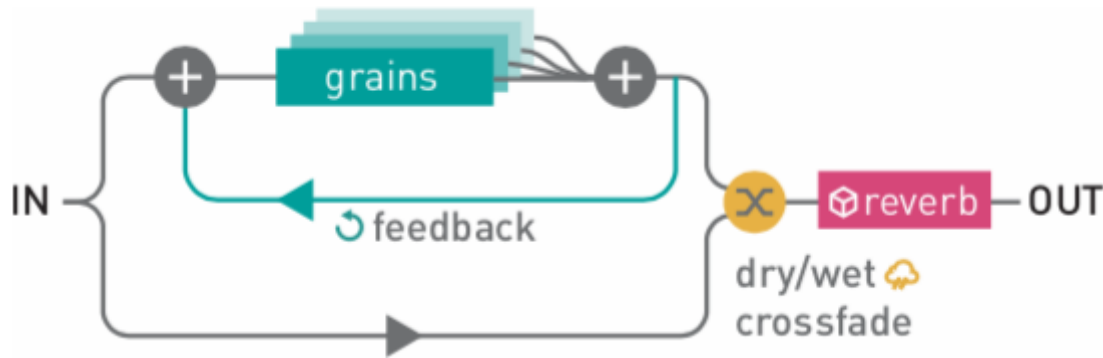 grains
IN
feedback
reverb
OUT
dry/wet
crossfade